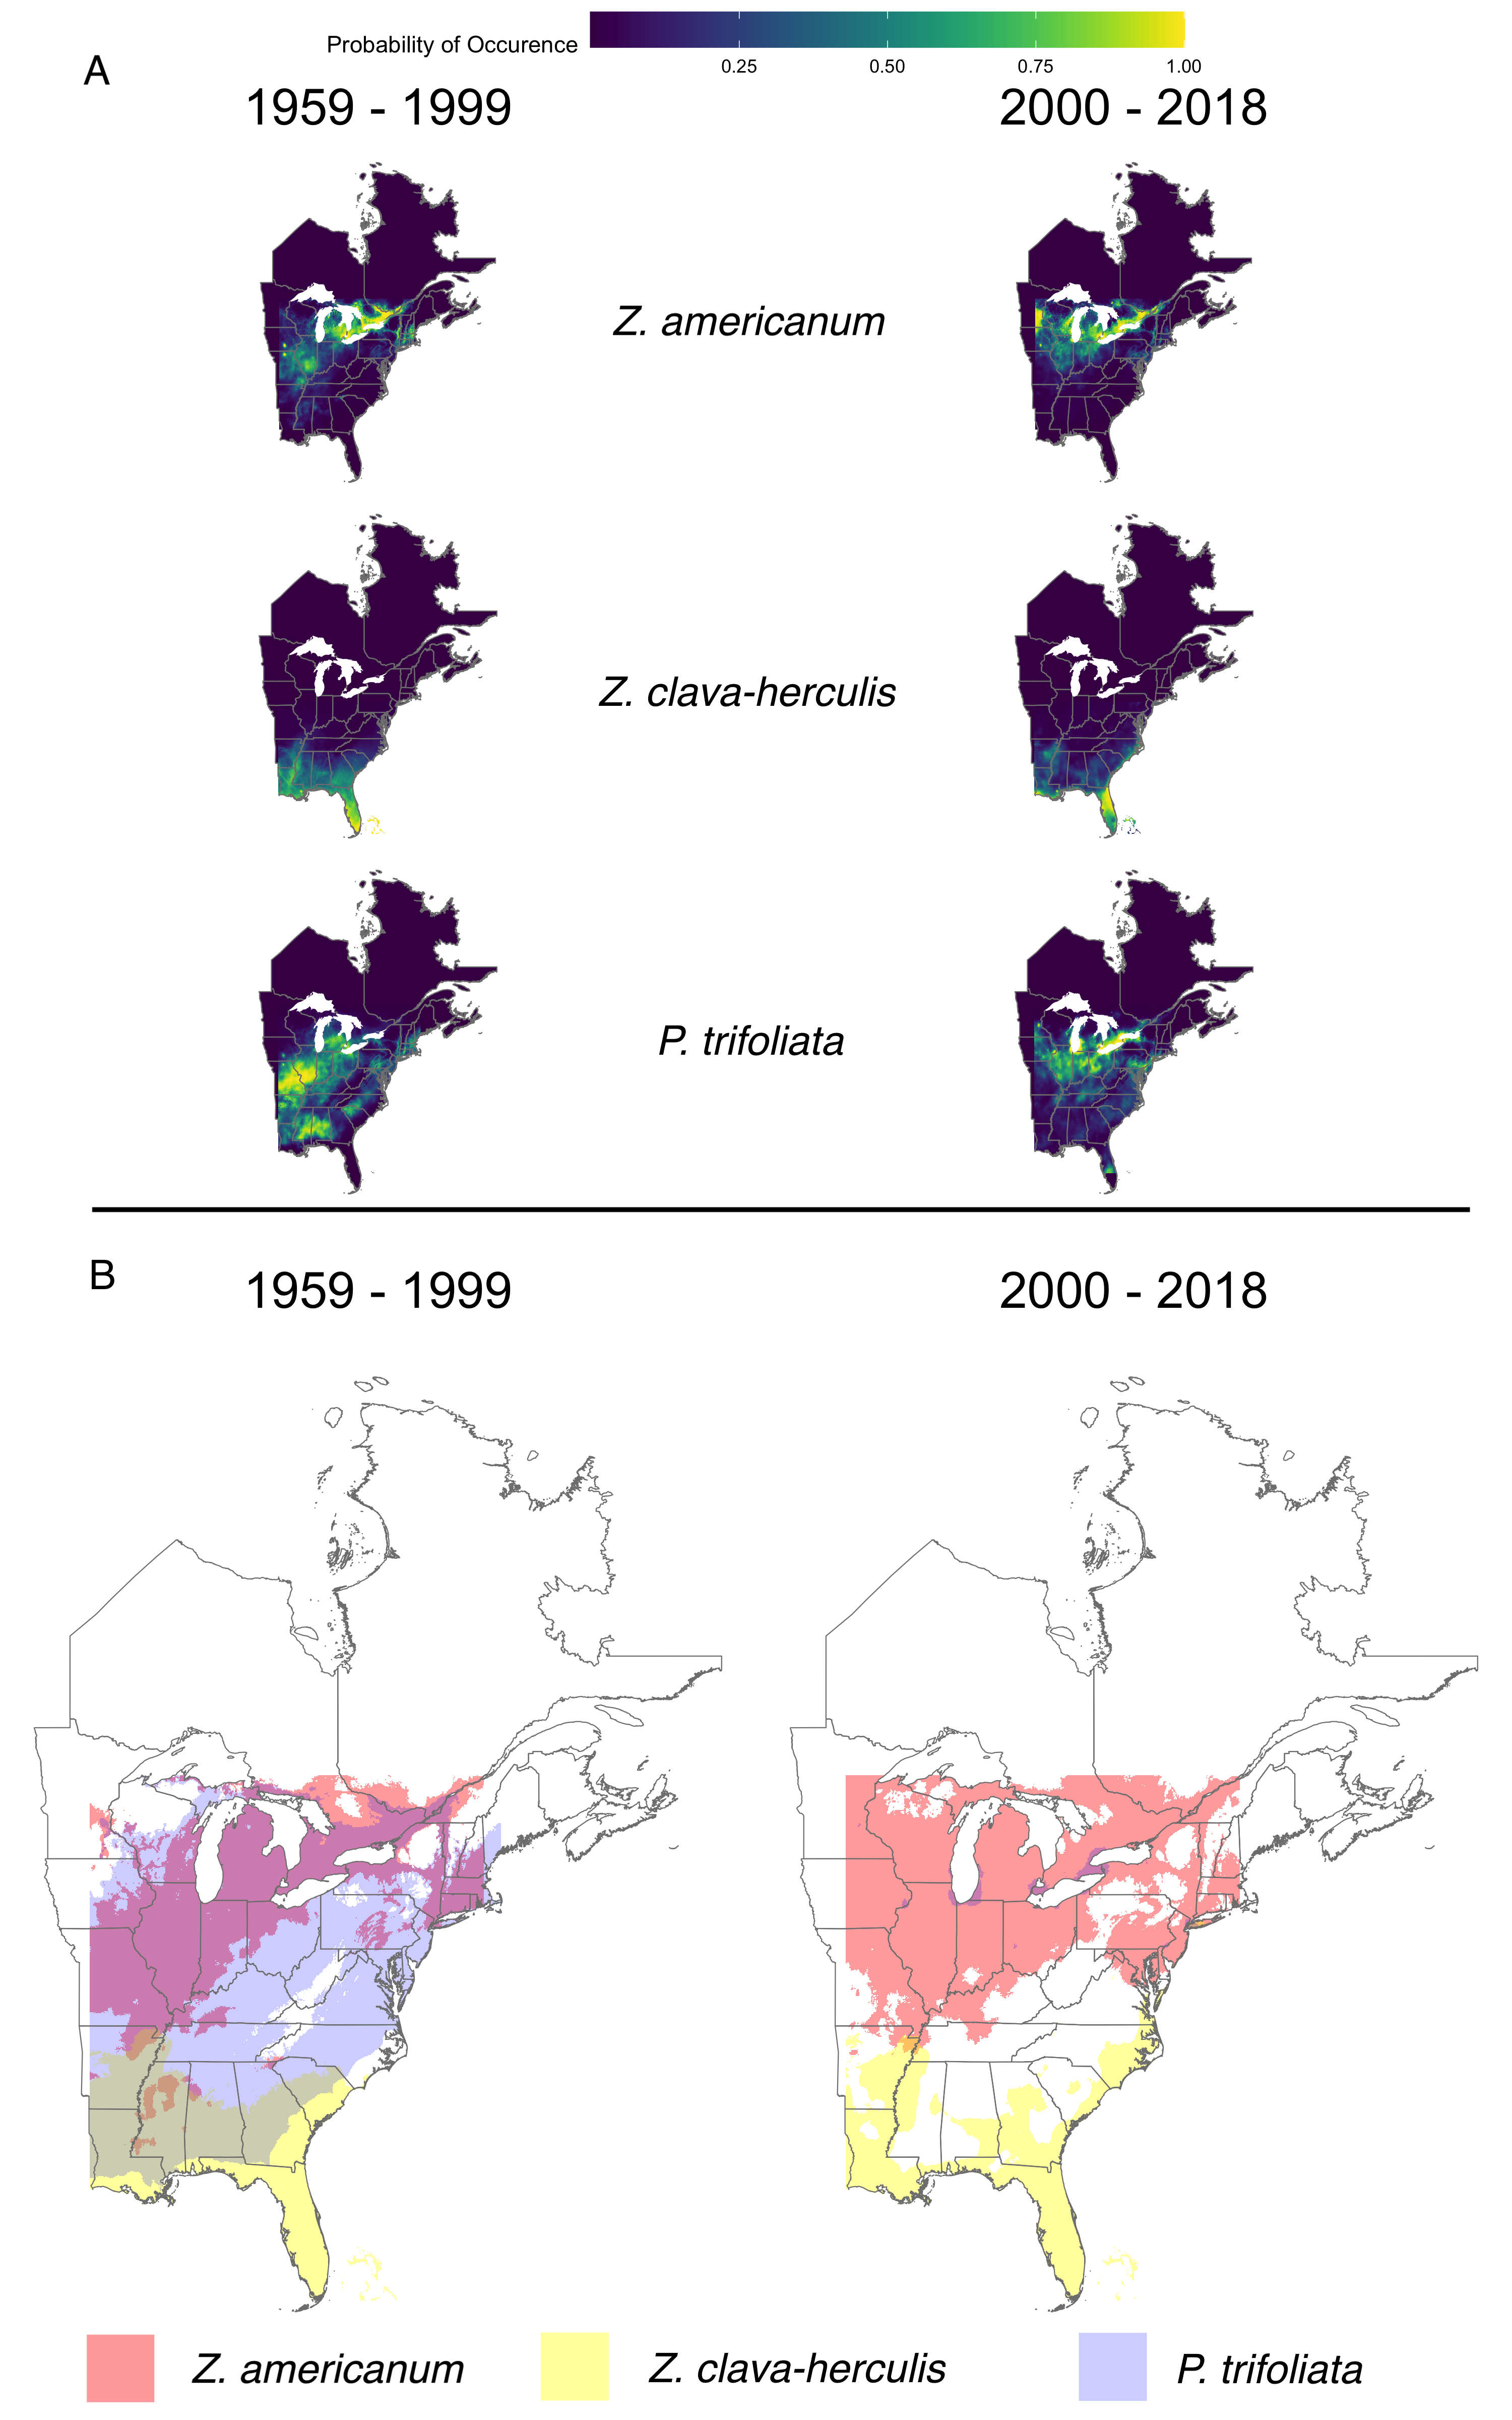 Probability of Occurence
0.25 0.50 0.75 1.00
A
1959 - 1999 2000 - 2018
Z. americanum
Z. clava-herculis
P. trifoliata
B
1959 - 1999 2000 - 2018
Z. americanum Z. clava-herculis P. trifoliata